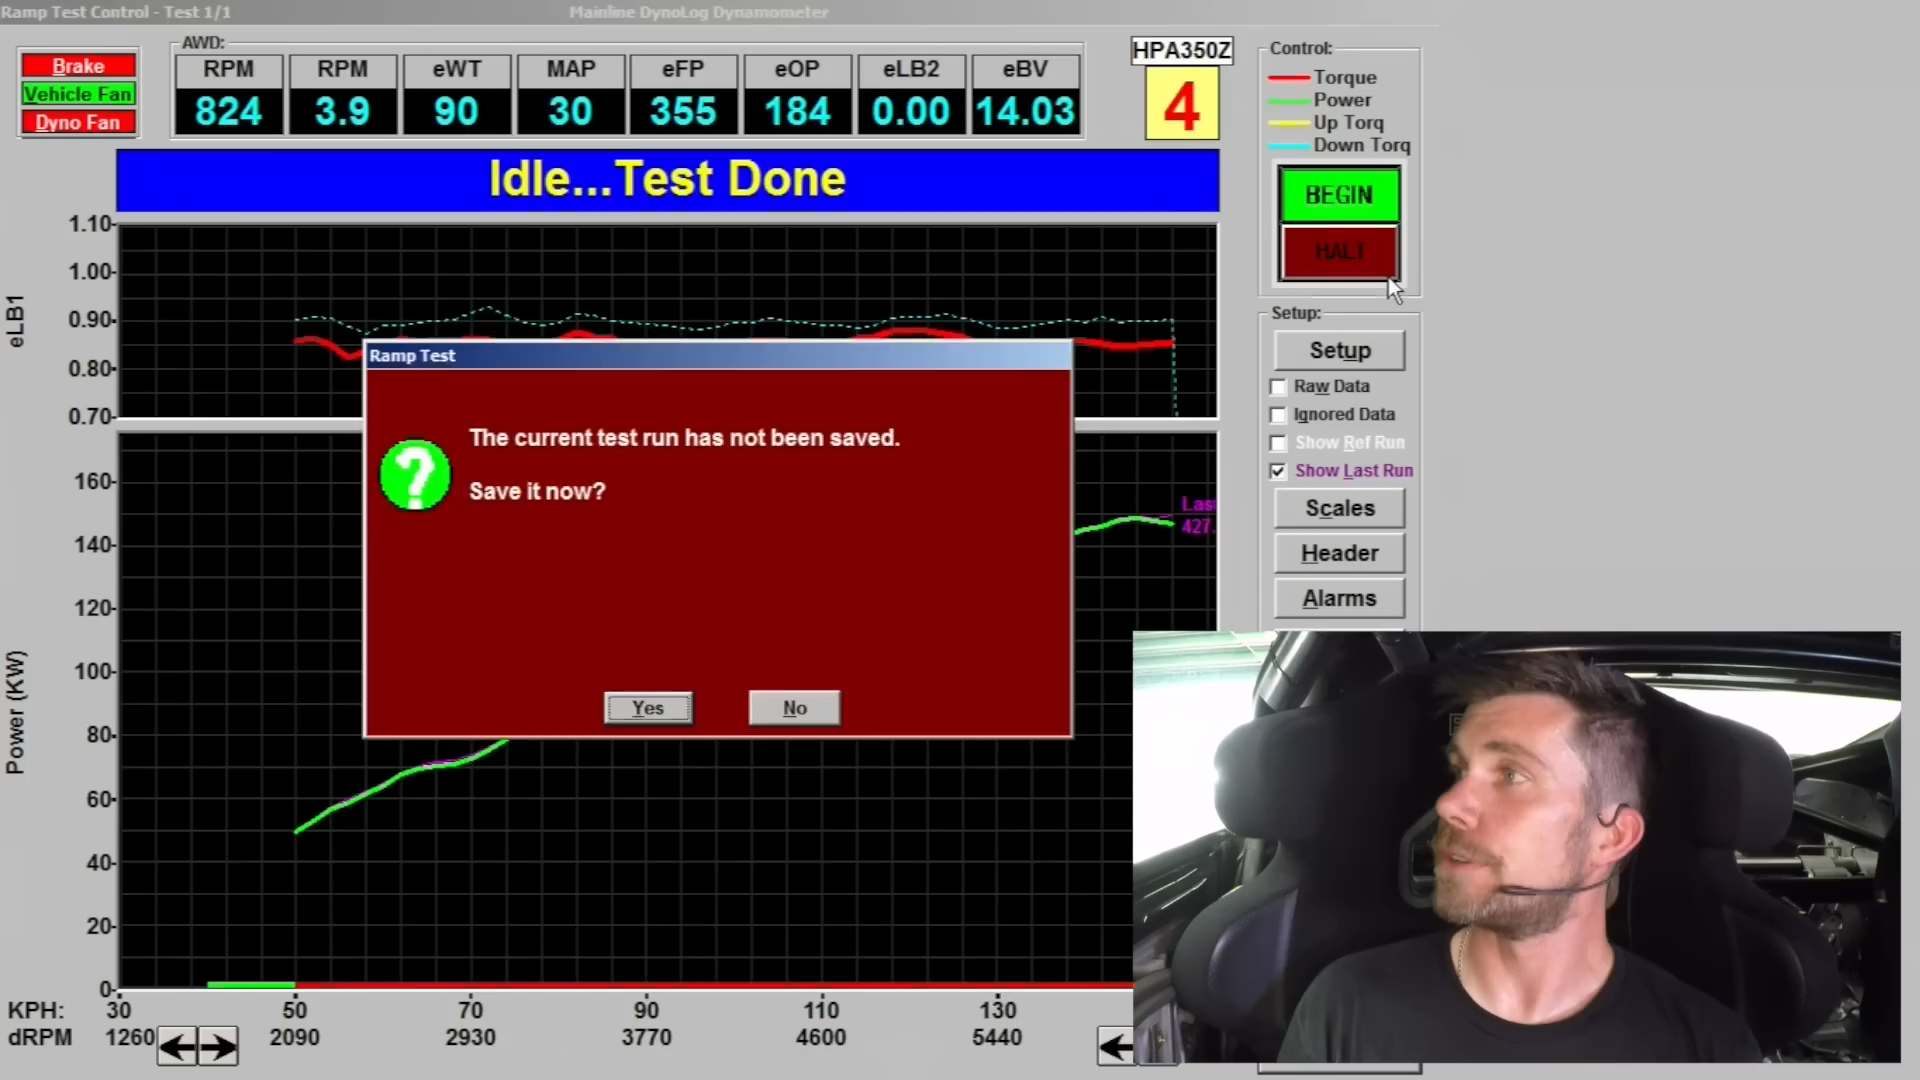 Ramp Test Control - Test 1/1
Mainline DynoLog Dynamometer
Brake
Vehicle Fan
Dyno Fan
AWD:
RPM RPM eWT MAP eFP eOP eLB2 eBV
824 3.9 90 30 355 184 0.00 14.03
HPA350Z
4
Control:
Torque
Power
Up Torq
Down Torq
BEGIN
HALT
Idle...Test Done
eLB1
1.10
1.00
0.90
0.80
0.70
Setup:
Setup
Raw Data
Ignored Data
Show Ref Run
Show Last Run
Scales
Header
Alarms
Ramp Test
The current test run has not been saved.
Save it now?
Yes No
Las
427.
Power (KW)
160
140
120
100
80
60
40
20
0
KPH: 30 50 70 90 110 130
dRPM 1260 2090 2930 3770 4600 5440